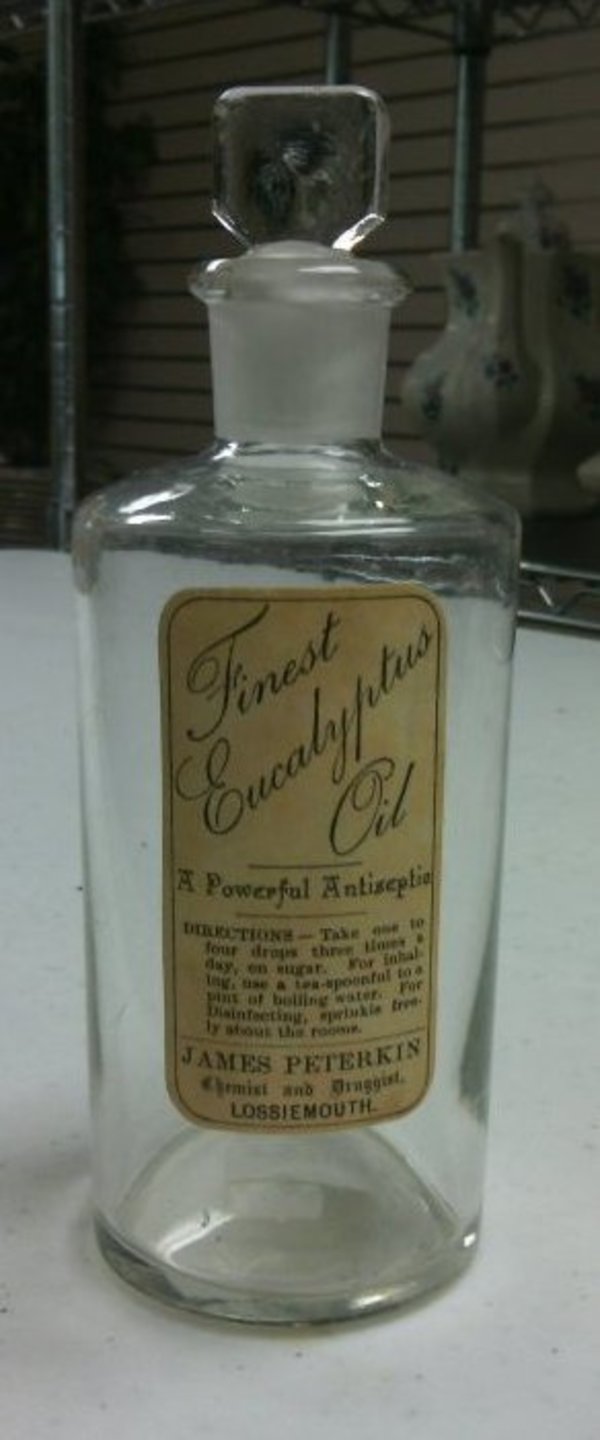 Finest
Eucalyptus
Oil
A Powerful Antiseptic
DIRECTIONS — Take one to
four drops three times a
day, on sugar. For inhal-
ing, use a tea-spoonful to a
pint of boiling water. For
Disinfecting, sprinkle free-
ly about the rooms.
JAMES PETERKIN
Chemist and Druggist,
LOSSIEMOUTH.